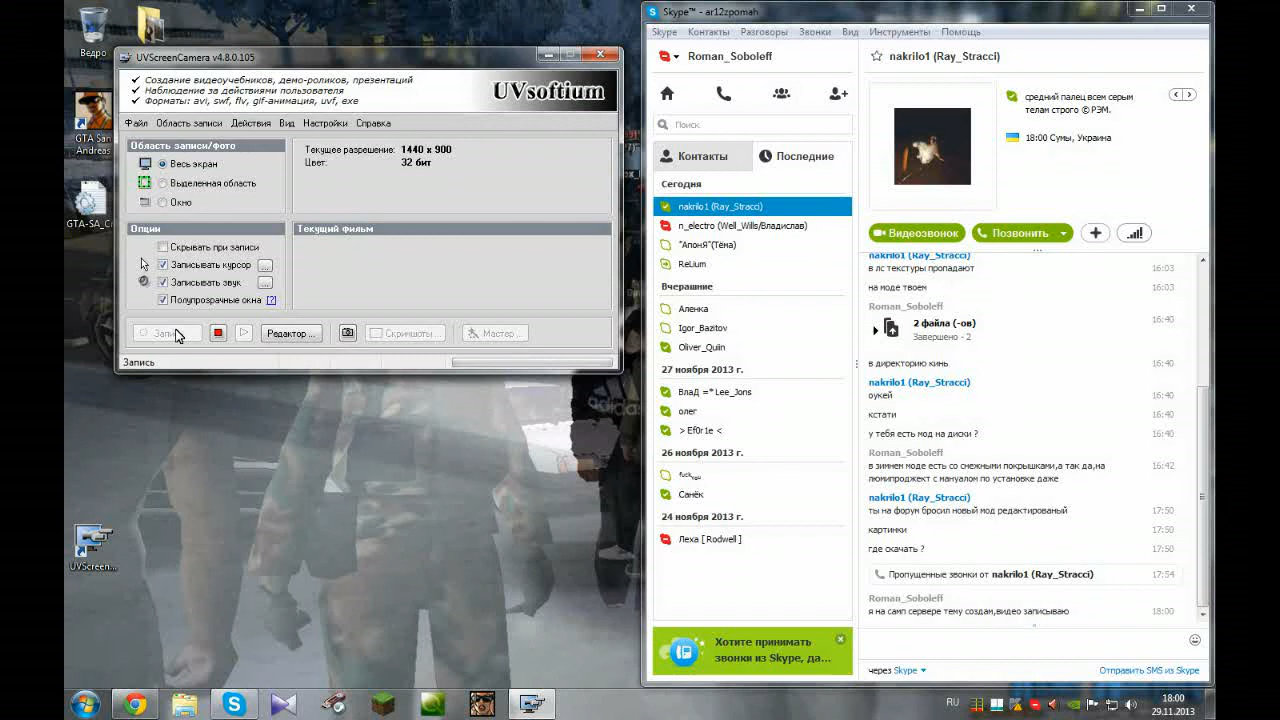 Ведро
GTA San
Andreas
GTA-SA_C
UVScreen...
UVScreenCamera v4.8.0.105
Создание видеоучебников, демо-роликов, презентаций
Наблюдение за действиями пользователя
Форматы: avi, swf, flv, gif-анимация, uvf, exe
UVsoftium
Файл Область записи Действия Вид Настройки Справка
Область записи/фото
Весь экран
Выделенная область
Окно
Текущее разрешение: 1440 x 900
Цвет: 32 бит
Опции
Скрывать при записи
Записывать курсор ...
Записывать звук ...
Полупрозрачные окна [?]
Текущий фильм
Редактор ... Скриншоты... Мастер ...
Запись
Skype™ - ar12zpomah
Skype Контакты Разговоры Звонки Вид Инструменты Помощь
Roman_Soboleff
Поиск
Контакты Последние
Сегодня
nakrilo1 (Ray_Stracci)
n_electro (Well_Wills/Владислав)
"АпонЯ"(Тёма)
ReLium
Вчерашние
Аленка
Igor_Bazitov
Oliver_Quiin
27 ноября 2013 г.
ВлаД =* Lee_Jons
олег
> Ef0r1e <
26 ноября 2013 г.
Санёк
24 ноября 2013 г.
Леха [ Rodwell ]
Хотите принимать
звонки из Skype, да...
nakrilo1 (Ray_Stracci)
средний палец всем серым
телам строго © РЭМ.
18:00 Сумы, Украина
Видеозвонок Позвонить
nakrilo1 (Ray_Stracci)
в лс текстуры пропадают 16:03
на моде твоем 16:03
Roman_Soboleff
2 файла (-ов) 16:40
Завершено - 2
в директорию кинь 16:40
nakrilo1 (Ray_Stracci)
оукей 16:40
кстати 16:40
у тебя есть мод на диски ? 16:40
Roman_Soboleff
в зимнем моде есть со снежными покрышками,а так да,на 16:42
люмипроджект с мануалом по установке даже
nakrilo1 (Ray_Stracci)
ты на форум бросил новый мод редактированый 17:50
картинки 17:50
где скачать ? 17:50
Пропущенные звонки от nakrilo1 (Ray_Stracci) 17:54
Roman_Soboleff
я на самп сервере тему создам,видео записываю 18:00
через Skype Отправить SMS из Skype
RU
18:00
29.11.2013